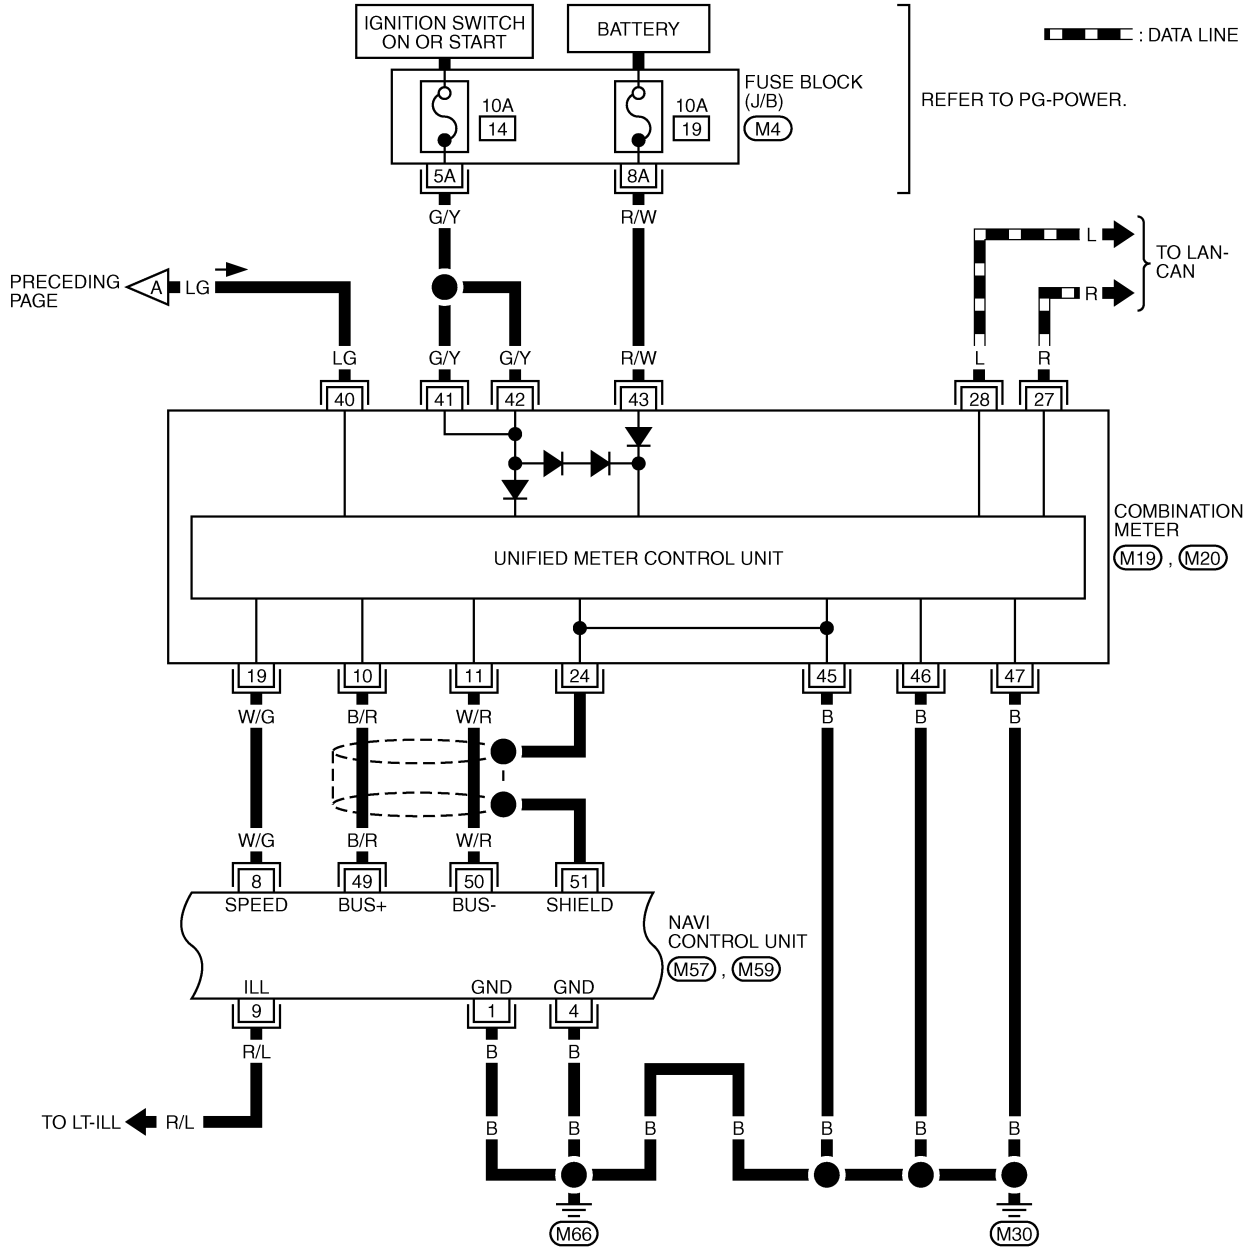 IGNITION SWITCH
ON OR START
BATTERY
: DATA LINE
10A
14
10A
19
FUSE BLOCK
(J/B)
M4
REFER TO PG-POWER.
5A
8A
G/Y
R/W
L
TO LAN-
CAN
PRECEDING
PAGE
A
LG
R
LG
G/Y
G/Y
R/W
L
R
40
41
42
43
28
27
UNIFIED METER CONTROL UNIT
COMBINATION
METER
M19 , M20
19
10
11
24
45
46
47
W/G
B/R
W/R
B
B
B
W/G
B/R
W/R
8
49
50
51
SPEED
BUS+
BUS-
SHIELD
NAVI
CONTROL UNIT
M57 , M59
ILL
GND
GND
9
1
4
R/L
B
B
TO LT-ILL
R/L
B
B
B
B
B
B
B
M66
M30